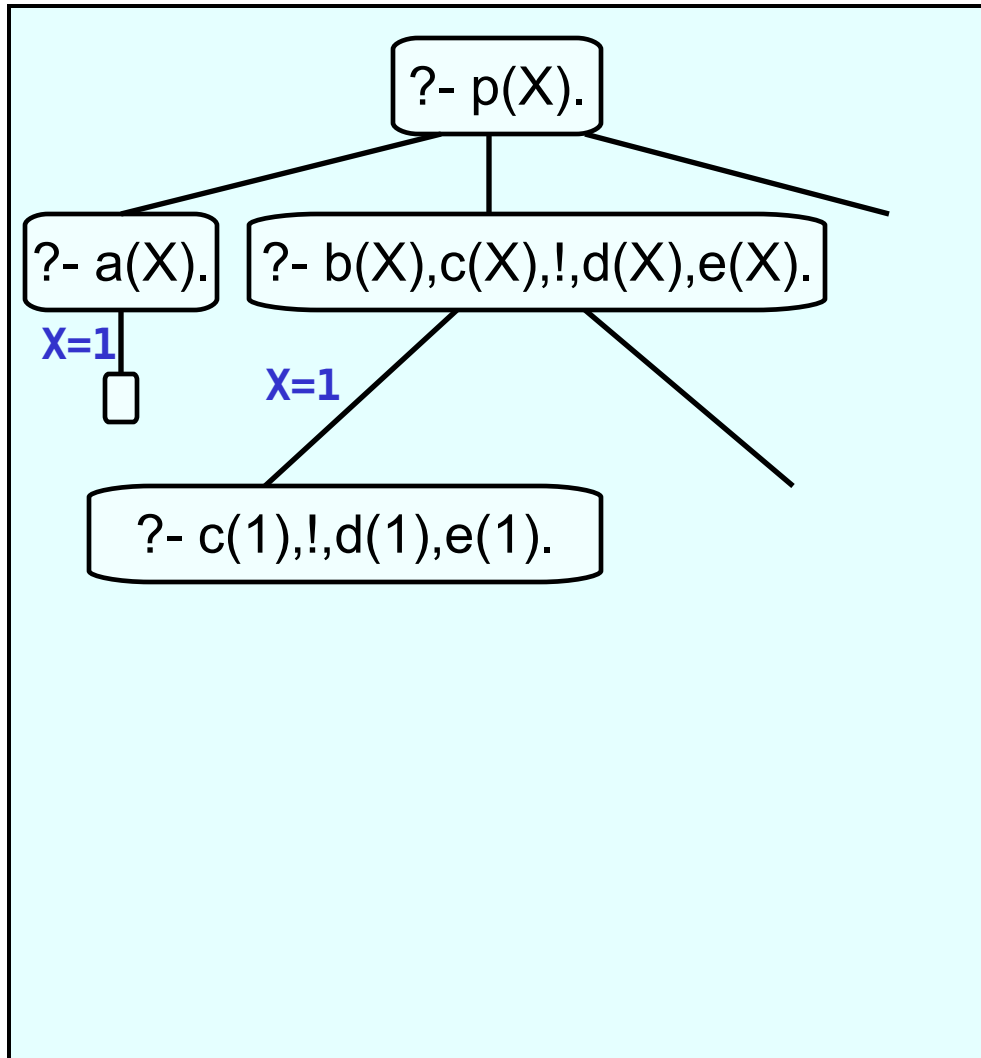 ?- p(X).
?- a(X).
?- b(X),c(X),!,d(X),e(X).
X=1
X=1
?- c(1),!,d(1),e(1).